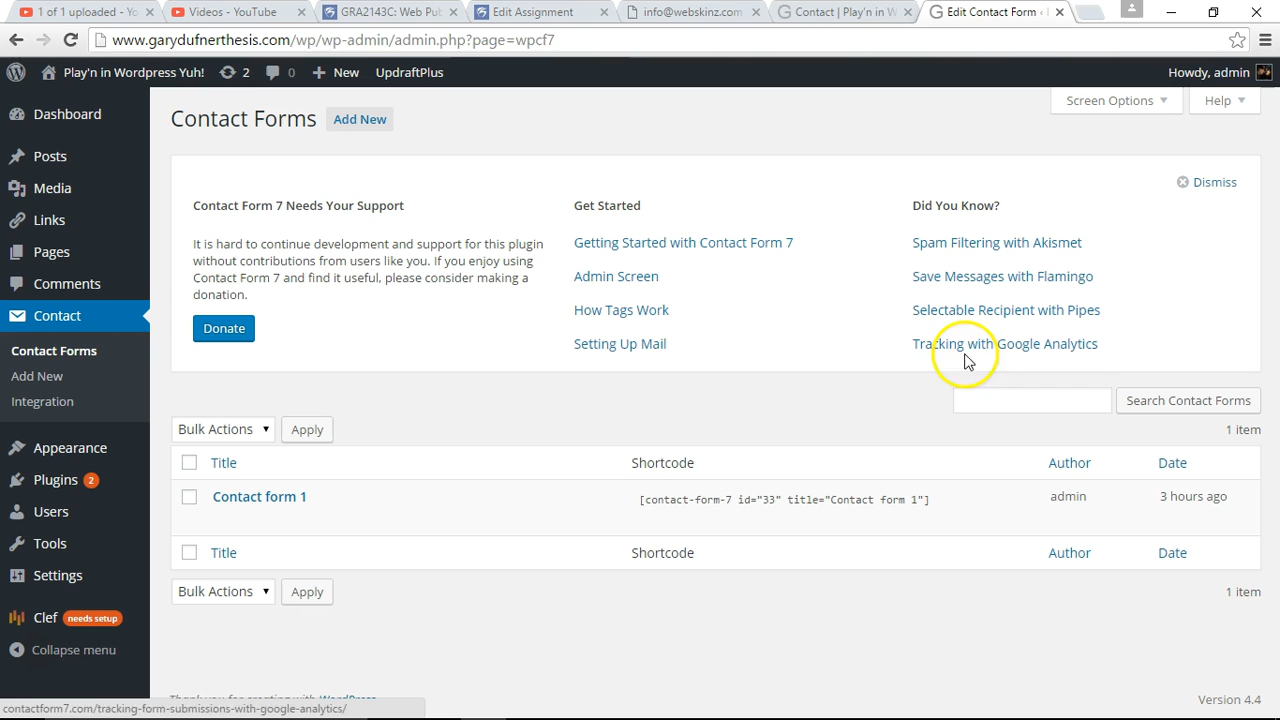 1 of 1 uploaded - Yo
Videos - YouTube
GRA2143C: Web Pub
Edit Assignment
info@webskinz.com
Contact | Play'n in W
Edit Contact Form ‹
www.garydufnerthesis.com/wp/wp-admin/admin.php?page=wpcf7
Play'n in Wordpress Yuh! 2 0 New UpdraftPlus Howdy, admin
Dashboard
Posts
Media
Links
Pages
Comments
Contact
Contact Forms
Add New
Integration
Appearance
Plugins 2
Users
Tools
Settings
Clef needs setup
Collapse menu
Screen Options Help
Contact Forms Add New
Dismiss
Contact Form 7 Needs Your Support
It is hard to continue development and support for this plugin
without contributions from users like you. If you enjoy using
Contact Form 7 and find it useful, please consider making a
donation.
Donate
Get Started
Getting Started with Contact Form 7
Admin Screen
How Tags Work
Setting Up Mail
Did You Know?
Spam Filtering with Akismet
Save Messages with Flamingo
Selectable Recipient with Pipes
Tracking with Google Analytics
Search Contact Forms
Bulk Actions Apply 1 item
Title Shortcode Author Date
Contact form 1 [contact-form-7 id="33" title="Contact form 1"] admin 3 hours ago
Title Shortcode Author Date
Bulk Actions Apply 1 item
Thank you for creating with WordPress
Version 4.4
contactform7.com/tracking-form-submissions-with-google-analytics/